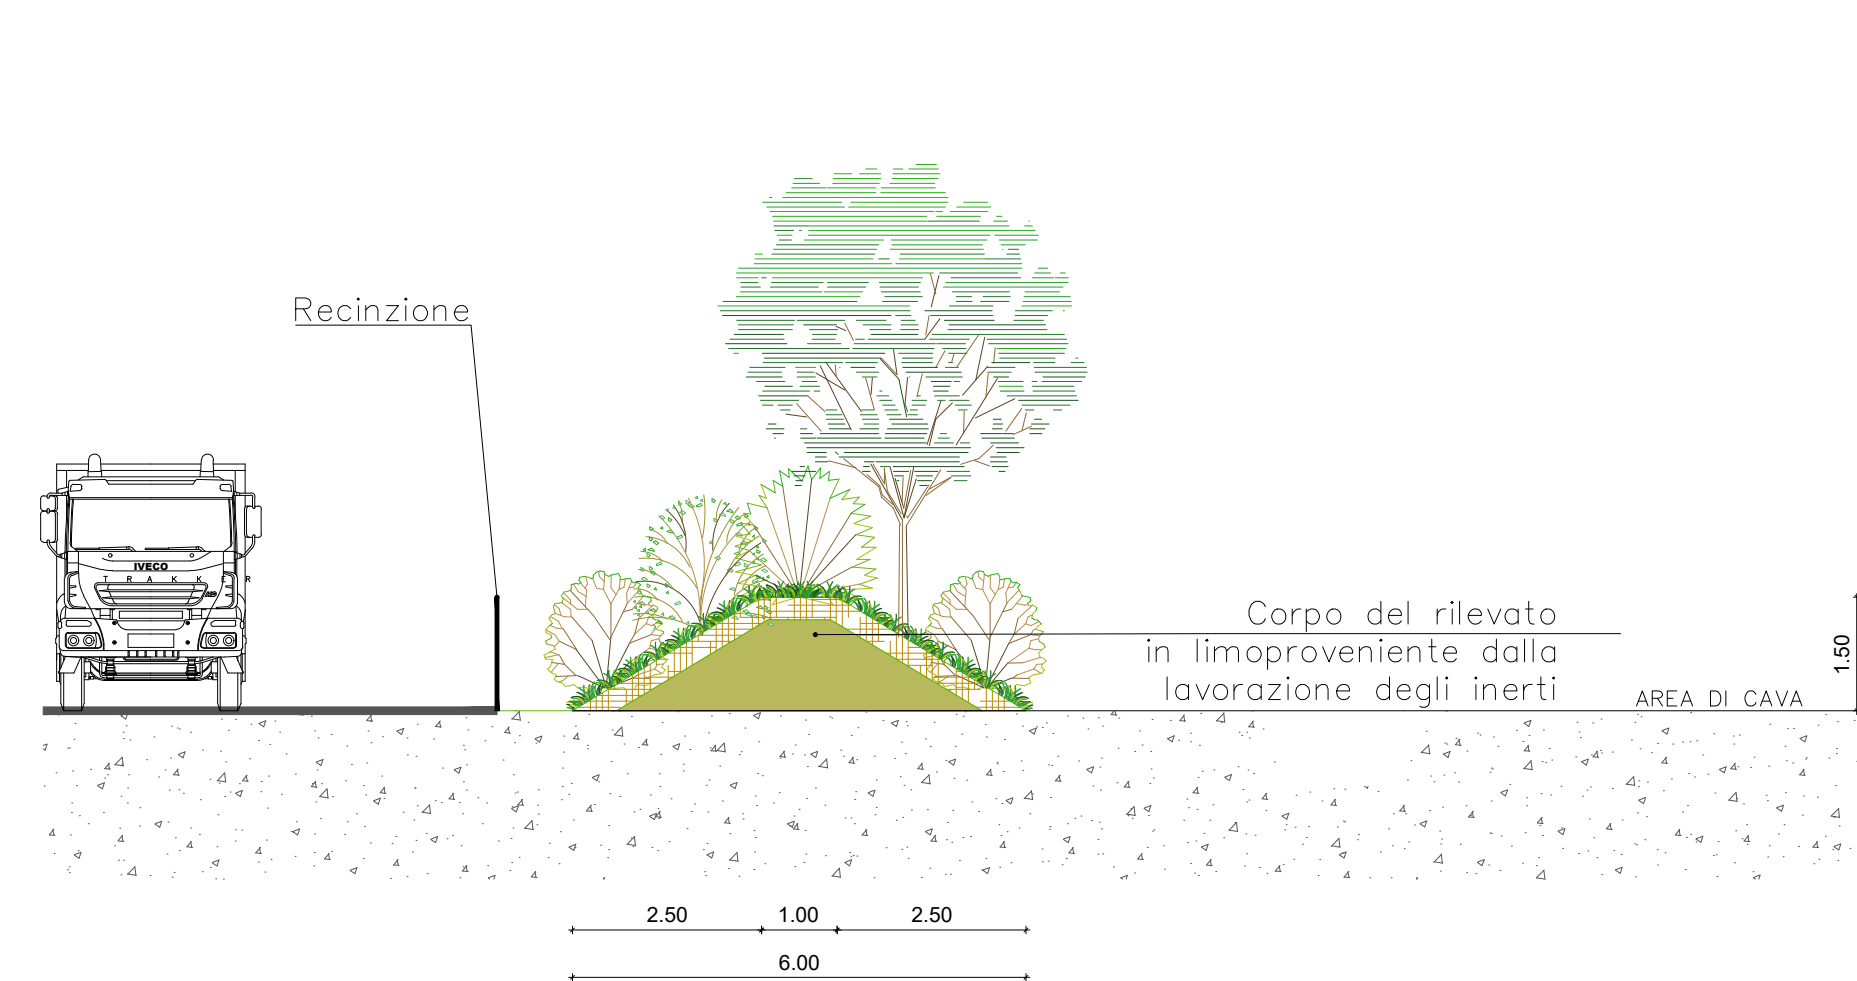 Recinzione
IVECO
TRAKKER
Corpo del rilevato
in limoproveniente dalla
lavorazione degli inerti
AREA DI CAVA
1.50
2.50 1.00 2.50
6.00